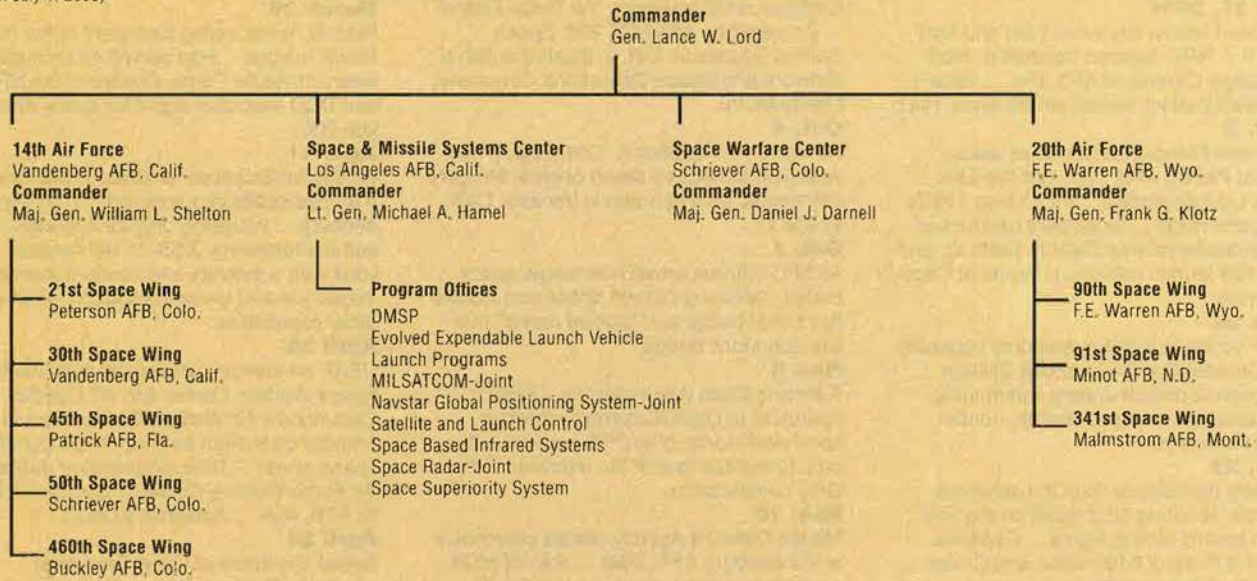 Commander
Gen. Lance W. Lord
14th Air Force
Vandenberg AFB, Calif.
Commander
Maj. Gen. William L. Shelton
21st Space Wing
Peterson AFB, Colo.
30th Space Wing
Vandenberg AFB, Calif.
45th Space Wing
Patrick AFB, Fla.
50th Space Wing
Schriever AFB, Colo.
460th Space Wing
Buckley AFB, Colo.
Space & Missile Systems Center
Los Angeles AFB, Calif.
Commander
Lt. Gen. Michael A. Hamel
Program Offices
DMSP
Evolved Expendable Launch Vehicle
Launch Programs
MILSATCOM-Joint
Navstar Global Positioning System-Joint
Satellite and Launch Control
Space Based Infrared Systems
Space Radar-Joint
Space Superiority System
Space Warfare Center
Schriever AFB, Colo.
Commander
Maj. Gen. Daniel J. Darnell
20th Air Force
F.E. Warren AFB, Wyo.
Commander
Maj. Gen. Frank G. Klotz
90th Space Wing
F.E. Warren AFB, Wyo.
91st Space Wing
Minot AFB, N.D.
341st Space Wing
Malmstrom AFB, Mont.